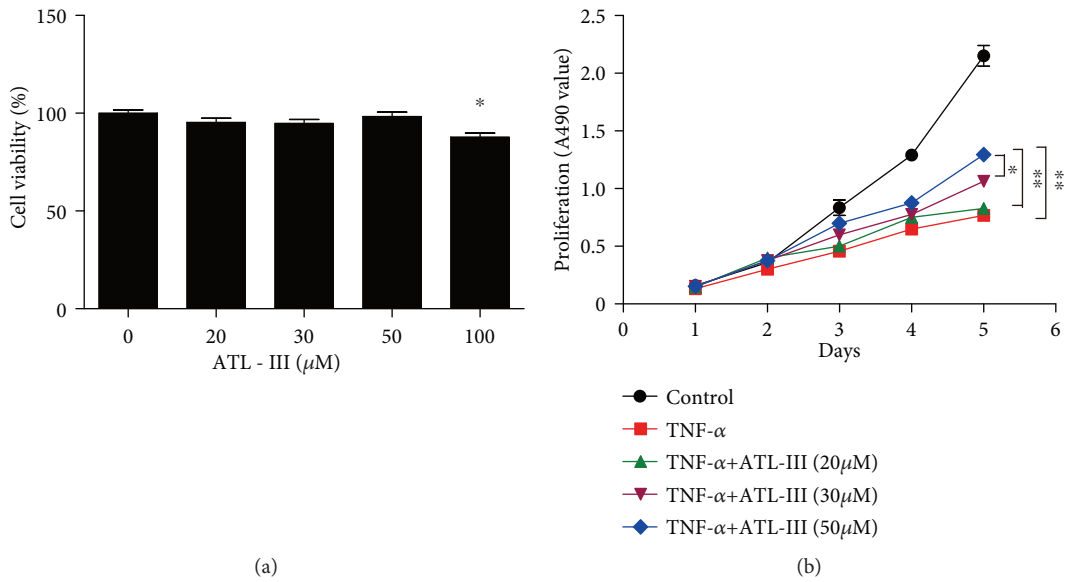 150
100
50
0
Cell viability (%)
*
0 20 30 50 100
ATL - III (μM)
(a)
2.5
2.0
1.5
1.0
0.5
0
Proliferation (A490 value)
*
**
**
0 1 2 3 4 5 6
Days
Control
TNF-α
TNF-α+ATL-III (20μM)
TNF-α+ATL-III (30μM)
TNF-α+ATL-III (50μM)
(b)